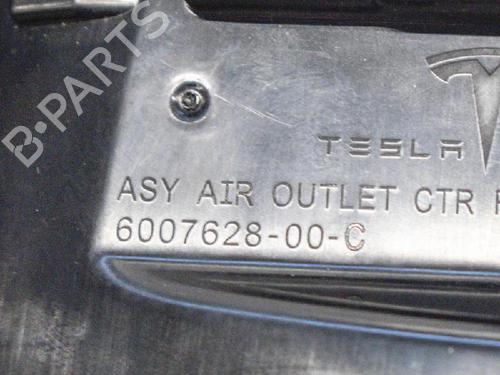 B·PARTS
TESLA
ASY AIR OUTLET CTR
6007628-00-C